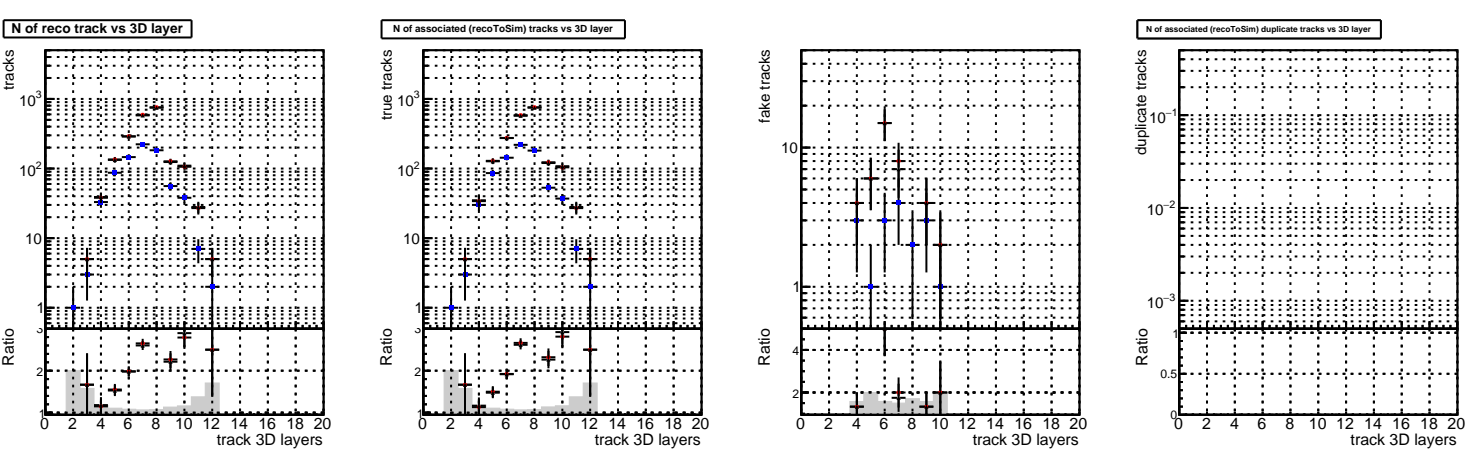 N of reco track vs 3D layer
tracks
10³
10²
10
1
Ratio
3
2
1
0 2 4 6 8 10 12 14 16 18 20
track 3D layers
N of associated (recoToSim) tracks vs 3D layer
true tracks
10³
10²
10
1
Ratio
3
2
1
0 2 4 6 8 10 12 14 16 18 20
track 3D layers
fake tracks
10
1
Ratio
4
2
0 2 4 6 8 10 12 14 16 18 20
track 3D layers
N of associated (recoToSim) duplicate tracks vs 3D layer
duplicate tracks
10⁻¹
10⁻²
10⁻³
Ratio
1
0.5
0
0 2 4 6 8 10 12 14 16 18 20
track 3D layers